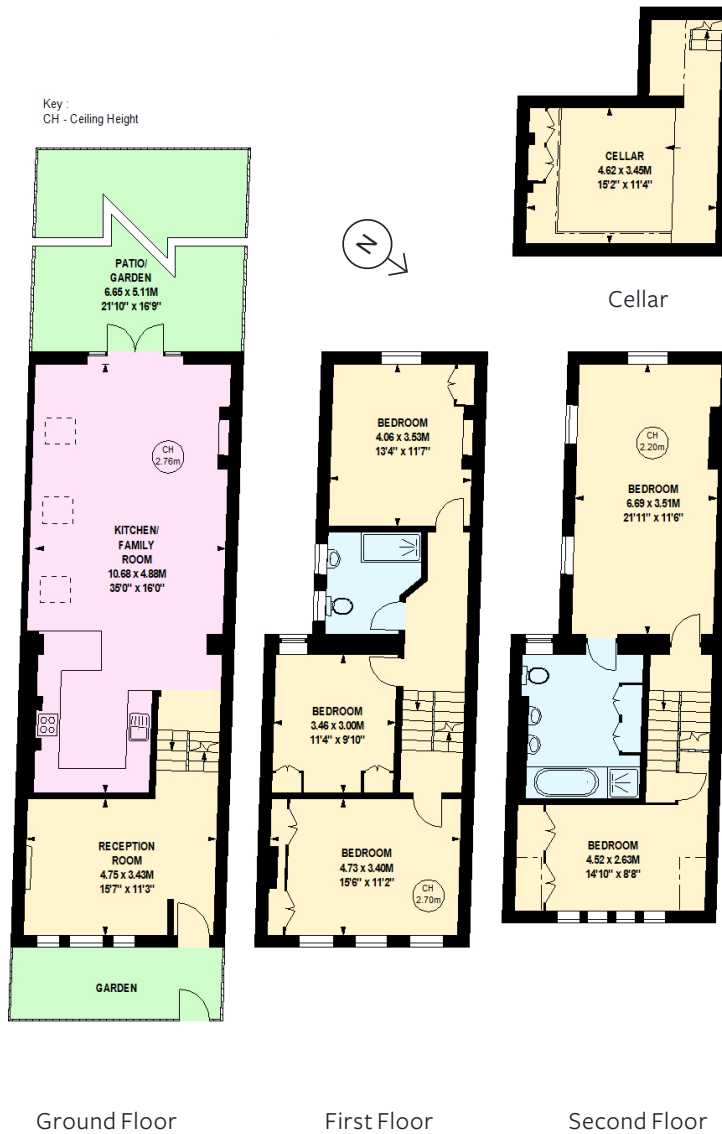 Key :
CH - Ceiling Height
CELLAR
4.62 x 3.45M
15'2" x 11'4"
Cellar
N
PATIO/
GARDEN
6.65 x 5.11M
21'10" x 16'9"
CH
2.76m
KITCHEN/
FAMILY
ROOM
10.68 x 4.88M
35'0" x 16'0"
RECEPTION
ROOM
4.75 x 3.43M
15'7" x 11'3"
GARDEN
Ground Floor
BEDROOM
4.06 x 3.53M
13'4" x 11'7"
BEDROOM
3.46 x 3.00M
11'4" x 9'10"
BEDROOM
4.73 x 3.40M
15'6" x 11'2"
CH
2.70m
First Floor
CH
2.20m
BEDROOM
6.69 x 3.51M
21'11" x 11'6"
BEDROOM
4.52 x 2.63M
14'10" x 8'8"
Second Floor